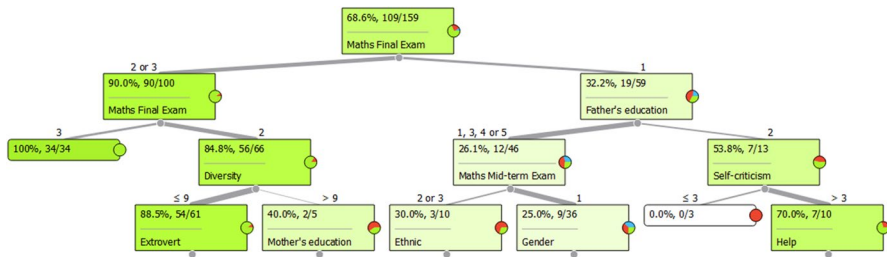 68.6%, 109/159
Maths Final Exam
2 or 3
1
90.0%, 90/100
Maths Final Exam
32.2%, 19/59
Father's education
3
2
1, 3, 4 or 5
2
100%, 34/34
84.8%, 56/66
Diversity
26.1%, 12/46
Maths Mid-term Exam
53.8%, 7/13
Self-criticism
≤ 9
> 9
2 or 3
1
≤ 3
> 3
88.5%, 54/61
Extrovert
40.0%, 2/5
Mother's education
30.0%, 3/10
Ethnic
25.0%, 9/36
Gender
0.0%, 0/3
70.0%, 7/10
Help